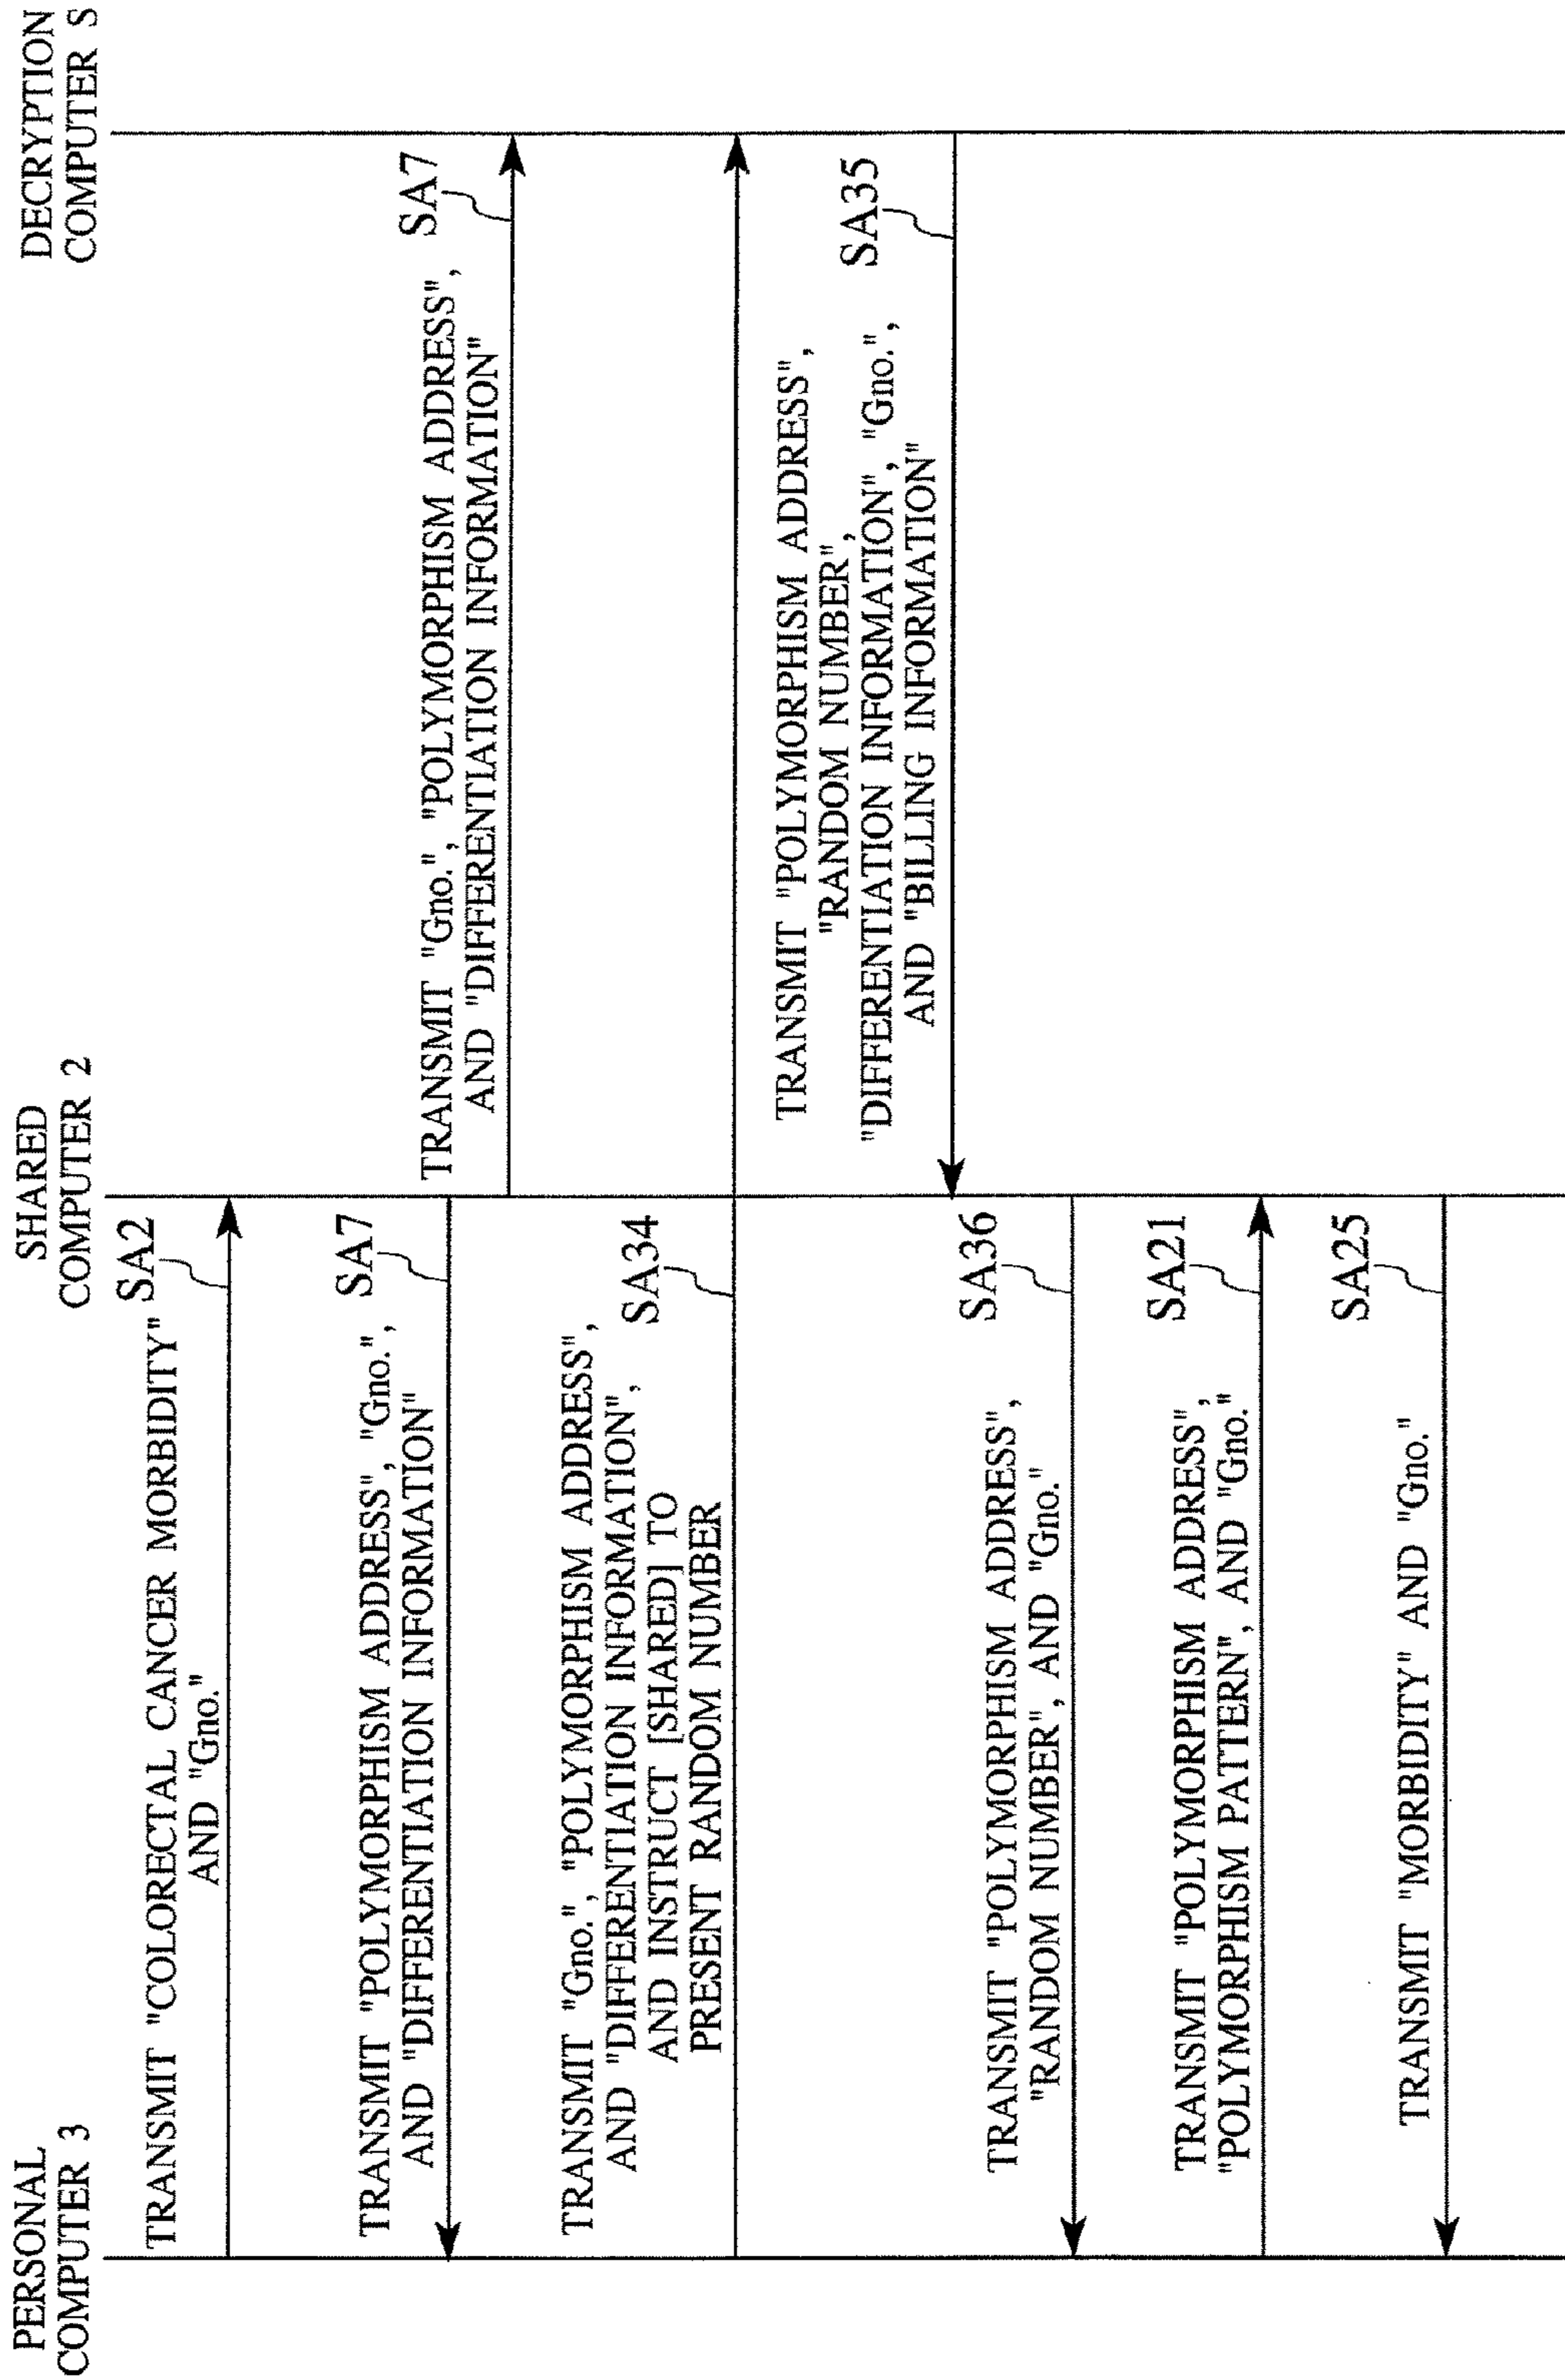 PERSONAL
COMPUTER 3
SHARED
COMPUTER 2
DECRYPTION
COMPUTER S
TRANSMIT "COLORECTAL CANCER MORBIDITY"
AND "Gno."
SA2
TRANSMIT "POLYMORPHISM ADDRESS", "Gno.",
AND "DIFFERENTIATION INFORMATION"
SA7
TRANSMIT "Gno.", "POLYMORPHISM ADDRESS",
AND "DIFFERENTIATION INFORMATION"
SA7
TRANSMIT "Gno.", "POLYMORPHISM ADDRESS",
AND "DIFFERENTIATION INFORMATION",
AND INSTRUCT [SHARED] TO
PRESENT RANDOM NUMBER
SA34
TRANSMIT "POLYMORPHISM ADDRESS",
"RANDOM NUMBER",
"DIFFERENTIATION INFORMATION", "Gno.",
AND "BILLING INFORMATION"
SA35
TRANSMIT "POLYMORPHISM ADDRESS",
"RANDOM NUMBER", AND "Gno."
SA36
TRANSMIT "POLYMORPHISM ADDRESS",
"POLYMORPHISM PATTERN", AND "Gno."
SA21
TRANSMIT "MORBIDITY" AND "Gno."
SA25